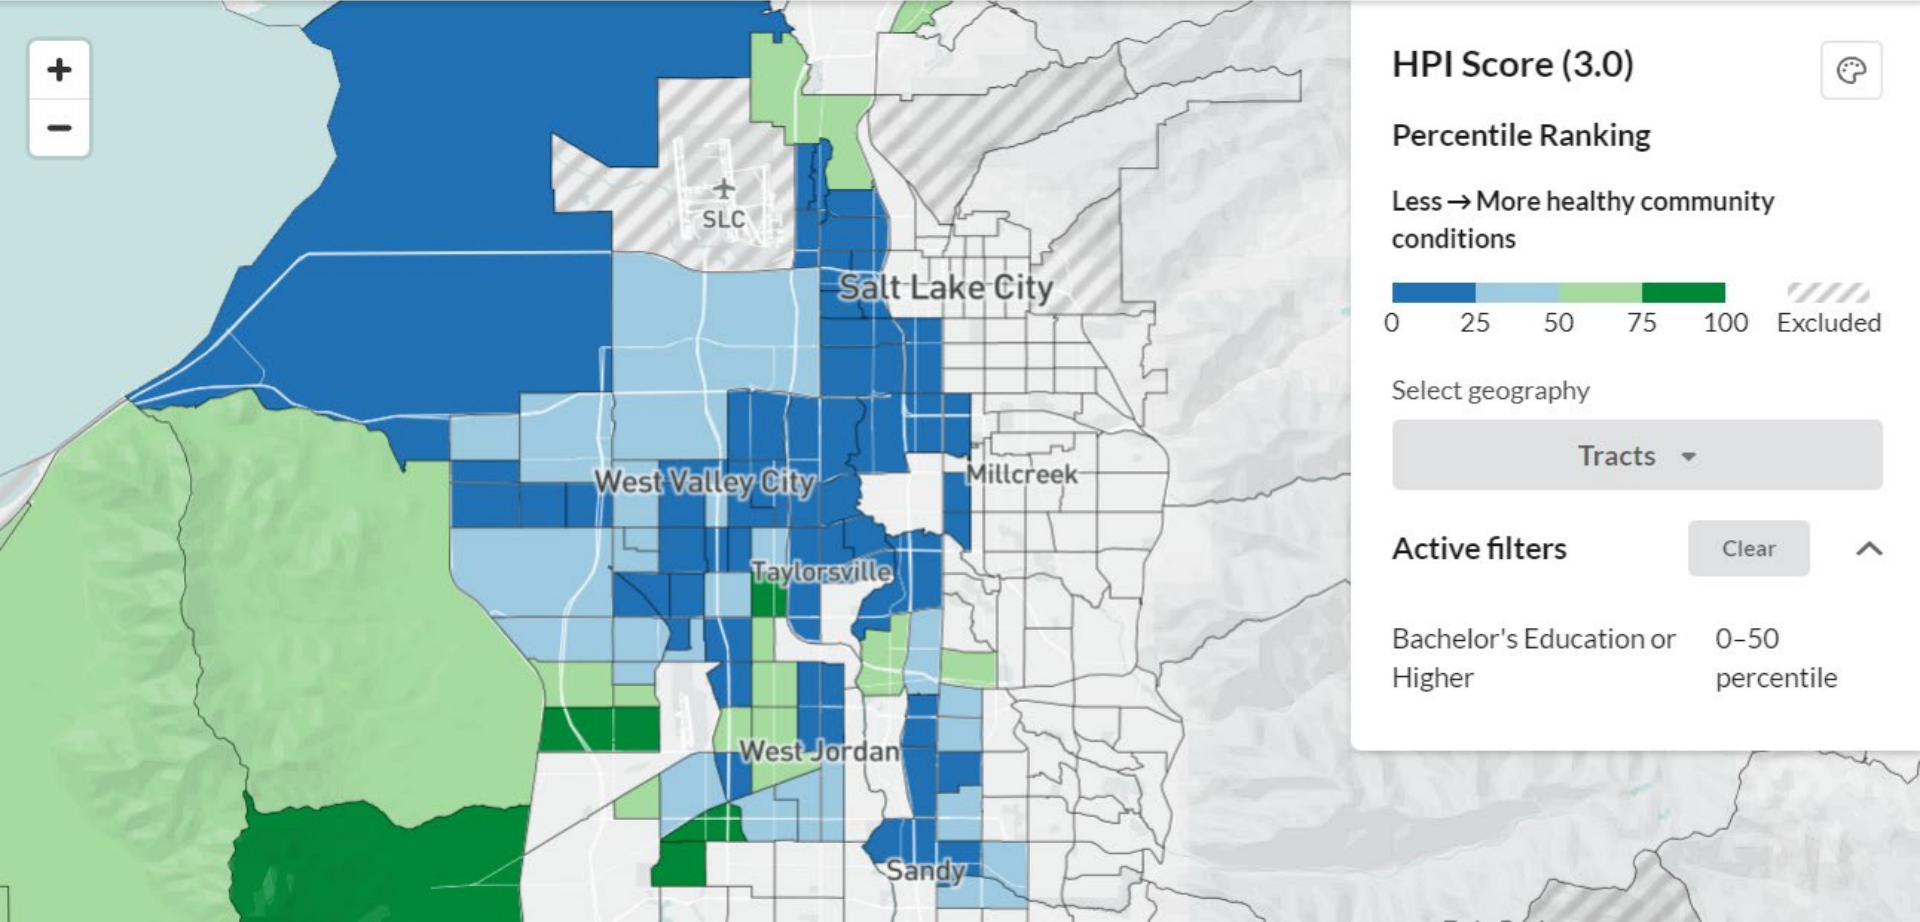 +
−
SLC
Salt Lake City
West Valley City
Millcreek
Taylorsville
West Jordan
Sandy
HPI Score (3.0)
Percentile Ranking
Less → More healthy community
conditions
0 25 50 75 100 Excluded
Select geography
Tracts
Active filters Clear
Bachelor's Education or 0–50
Higher percentile